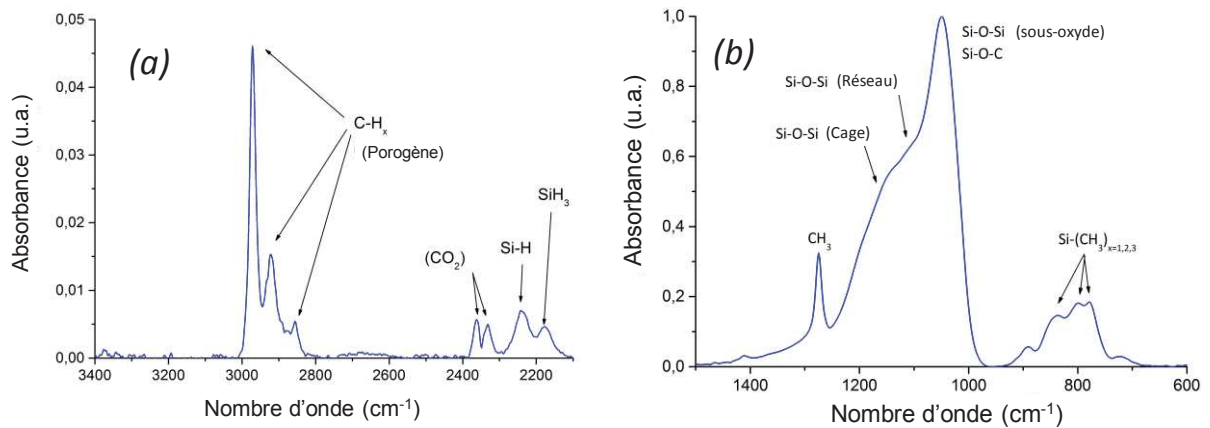 (a)
Absorbance (u.a.)
0,05
0,04
0,03
0,02
0,01
0,00
C-Hx
(Porogène)
(CO2)
Si-H
SiH3
3400 3200 3000 2800 2600 2400 2200
Nombre d'onde (cm-1)
(b)
Absorbance (u.a.)
1,0
0,8
0,6
0,4
0,2
0,0
Si-O-Si (sous-oxyde)
Si-O-C
Si-O-Si (Réseau)
Si-O-Si (Cage)
CH3
Si-(CH3)x=1,2,3
1400 1200 1000 800 600
Nombre d'onde (cm-1)